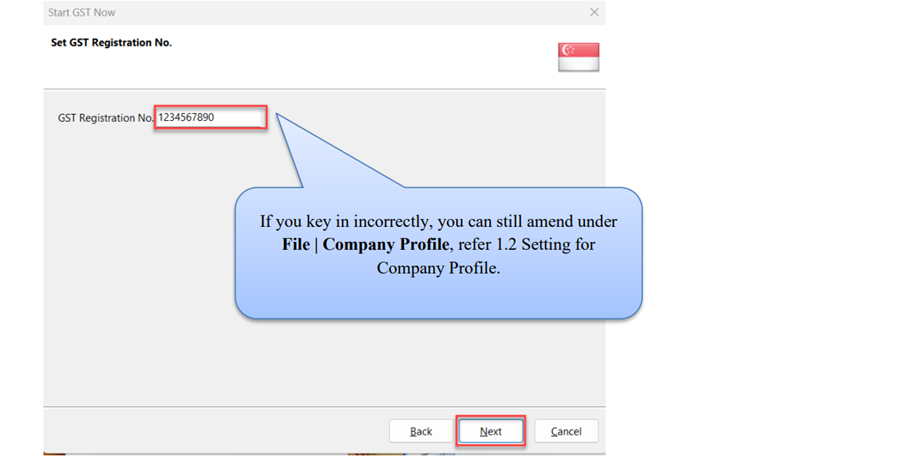 Start GST Now
Set GST Registration No.
GST Registration No. 1234567890
If you key in incorrectly, you can still amend under
File | Company Profile, refer 1.2 Setting for
Company Profile.
Back Next Cancel